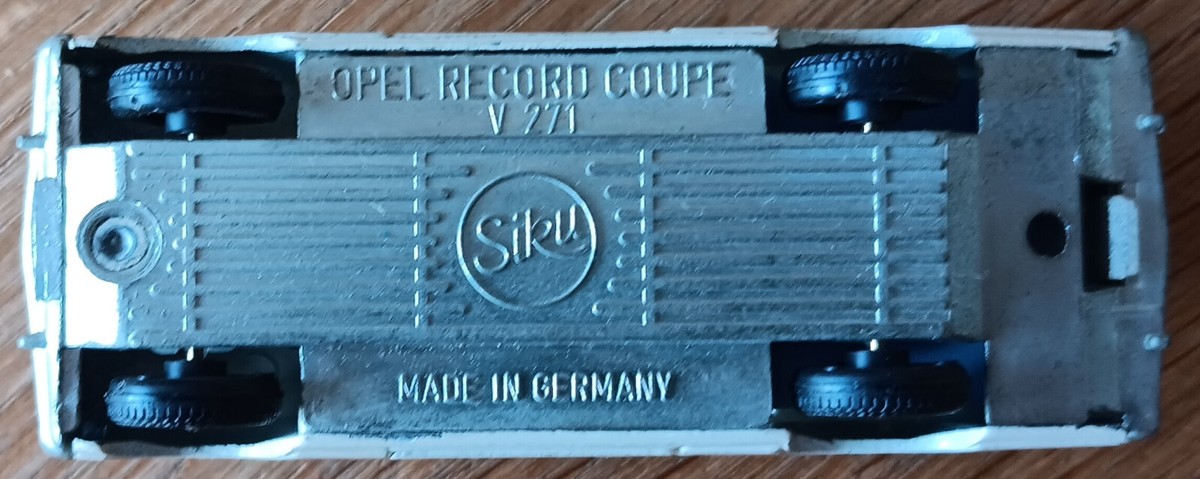 OPEL RECORD COUPE
V 271
Siku
MADE IN GERMANY